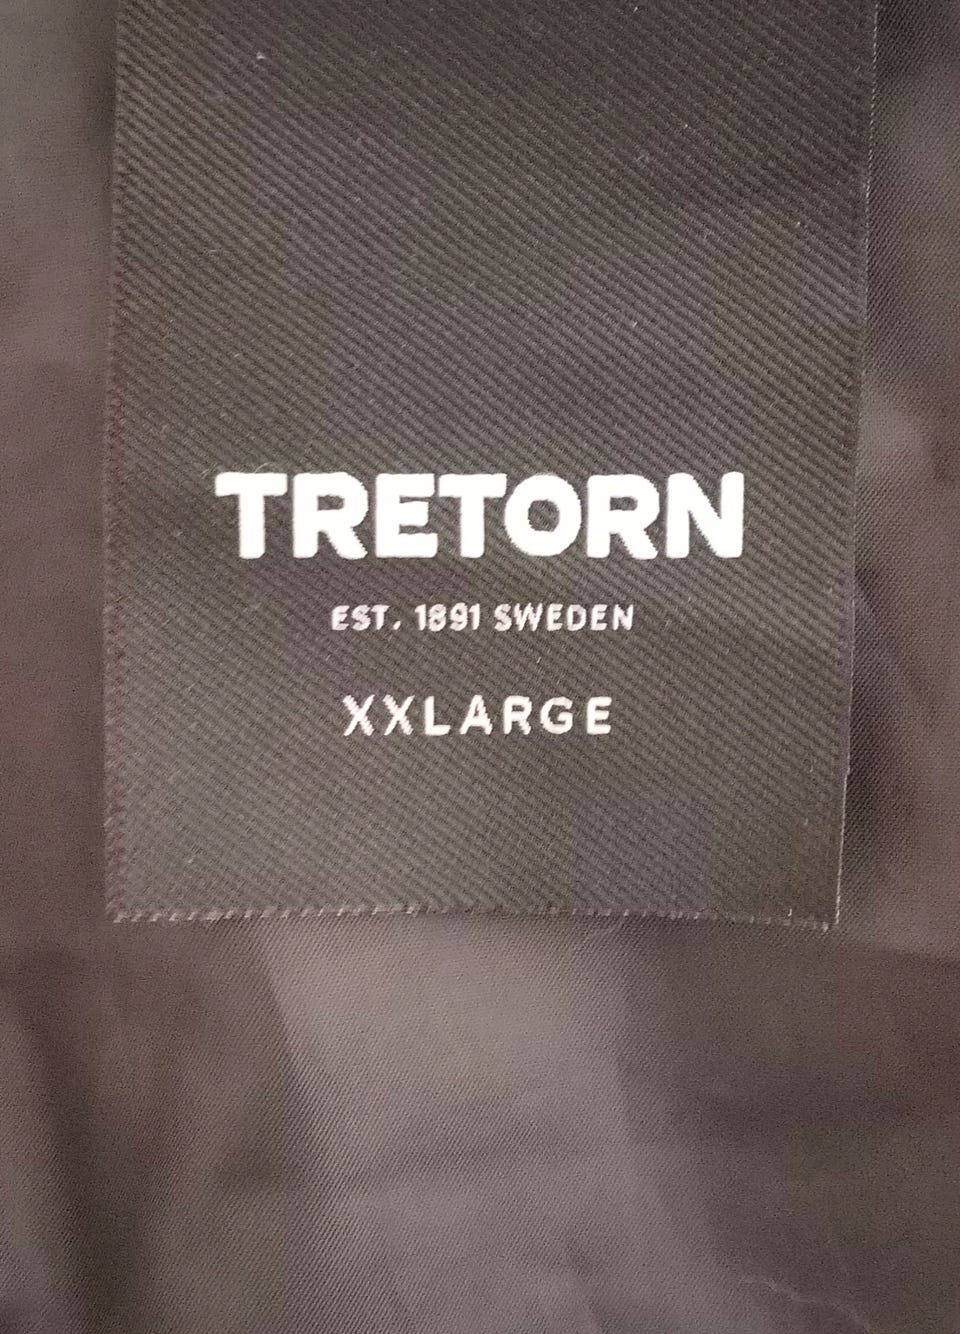 TRETORN
EST. 1891 SWEDEN
XXLARGE